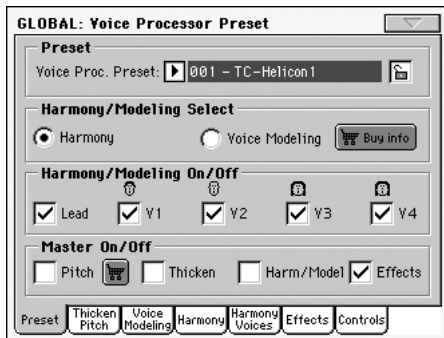 GLOBAL: Voice Processor Preset
Preset
Voice Proc. Preset: 001 - TC-Helicon1
Harmony/Modeling Select
Harmony Voice Modeling Buy info
Harmony/Modeling On/Off
Lead V1 V2 V3 V4
Master On/Off
Pitch Thicken Harm/Model Effects
Preset Thicken Pitch Voice Modeling Harmony Harmony Voices Effects Controls